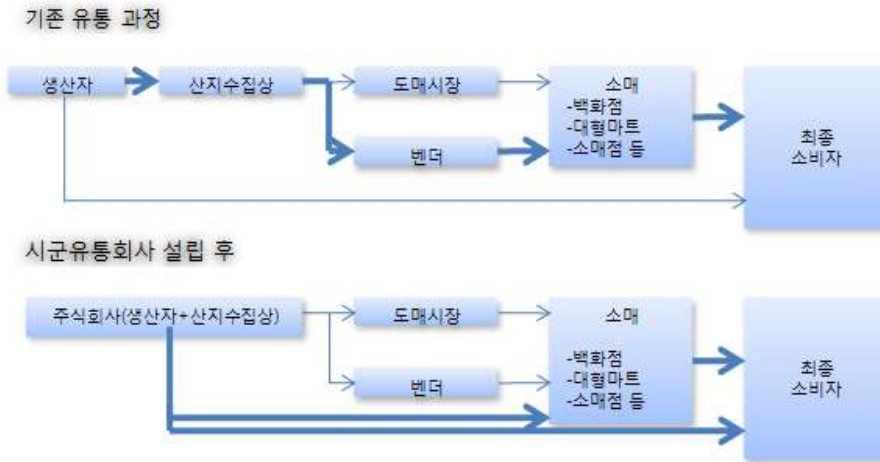 기존 유통 과정
생산자
산지수집상
도매시장
벤더
소매
-백화점
-대형마트
-소매점 등
최종
소비자
시군유통회사 설립 후
주식회사(생산자+산지수집상)
도매시장
벤더
소매
-백화점
-대형마트
-소매점 등
최종
소비자